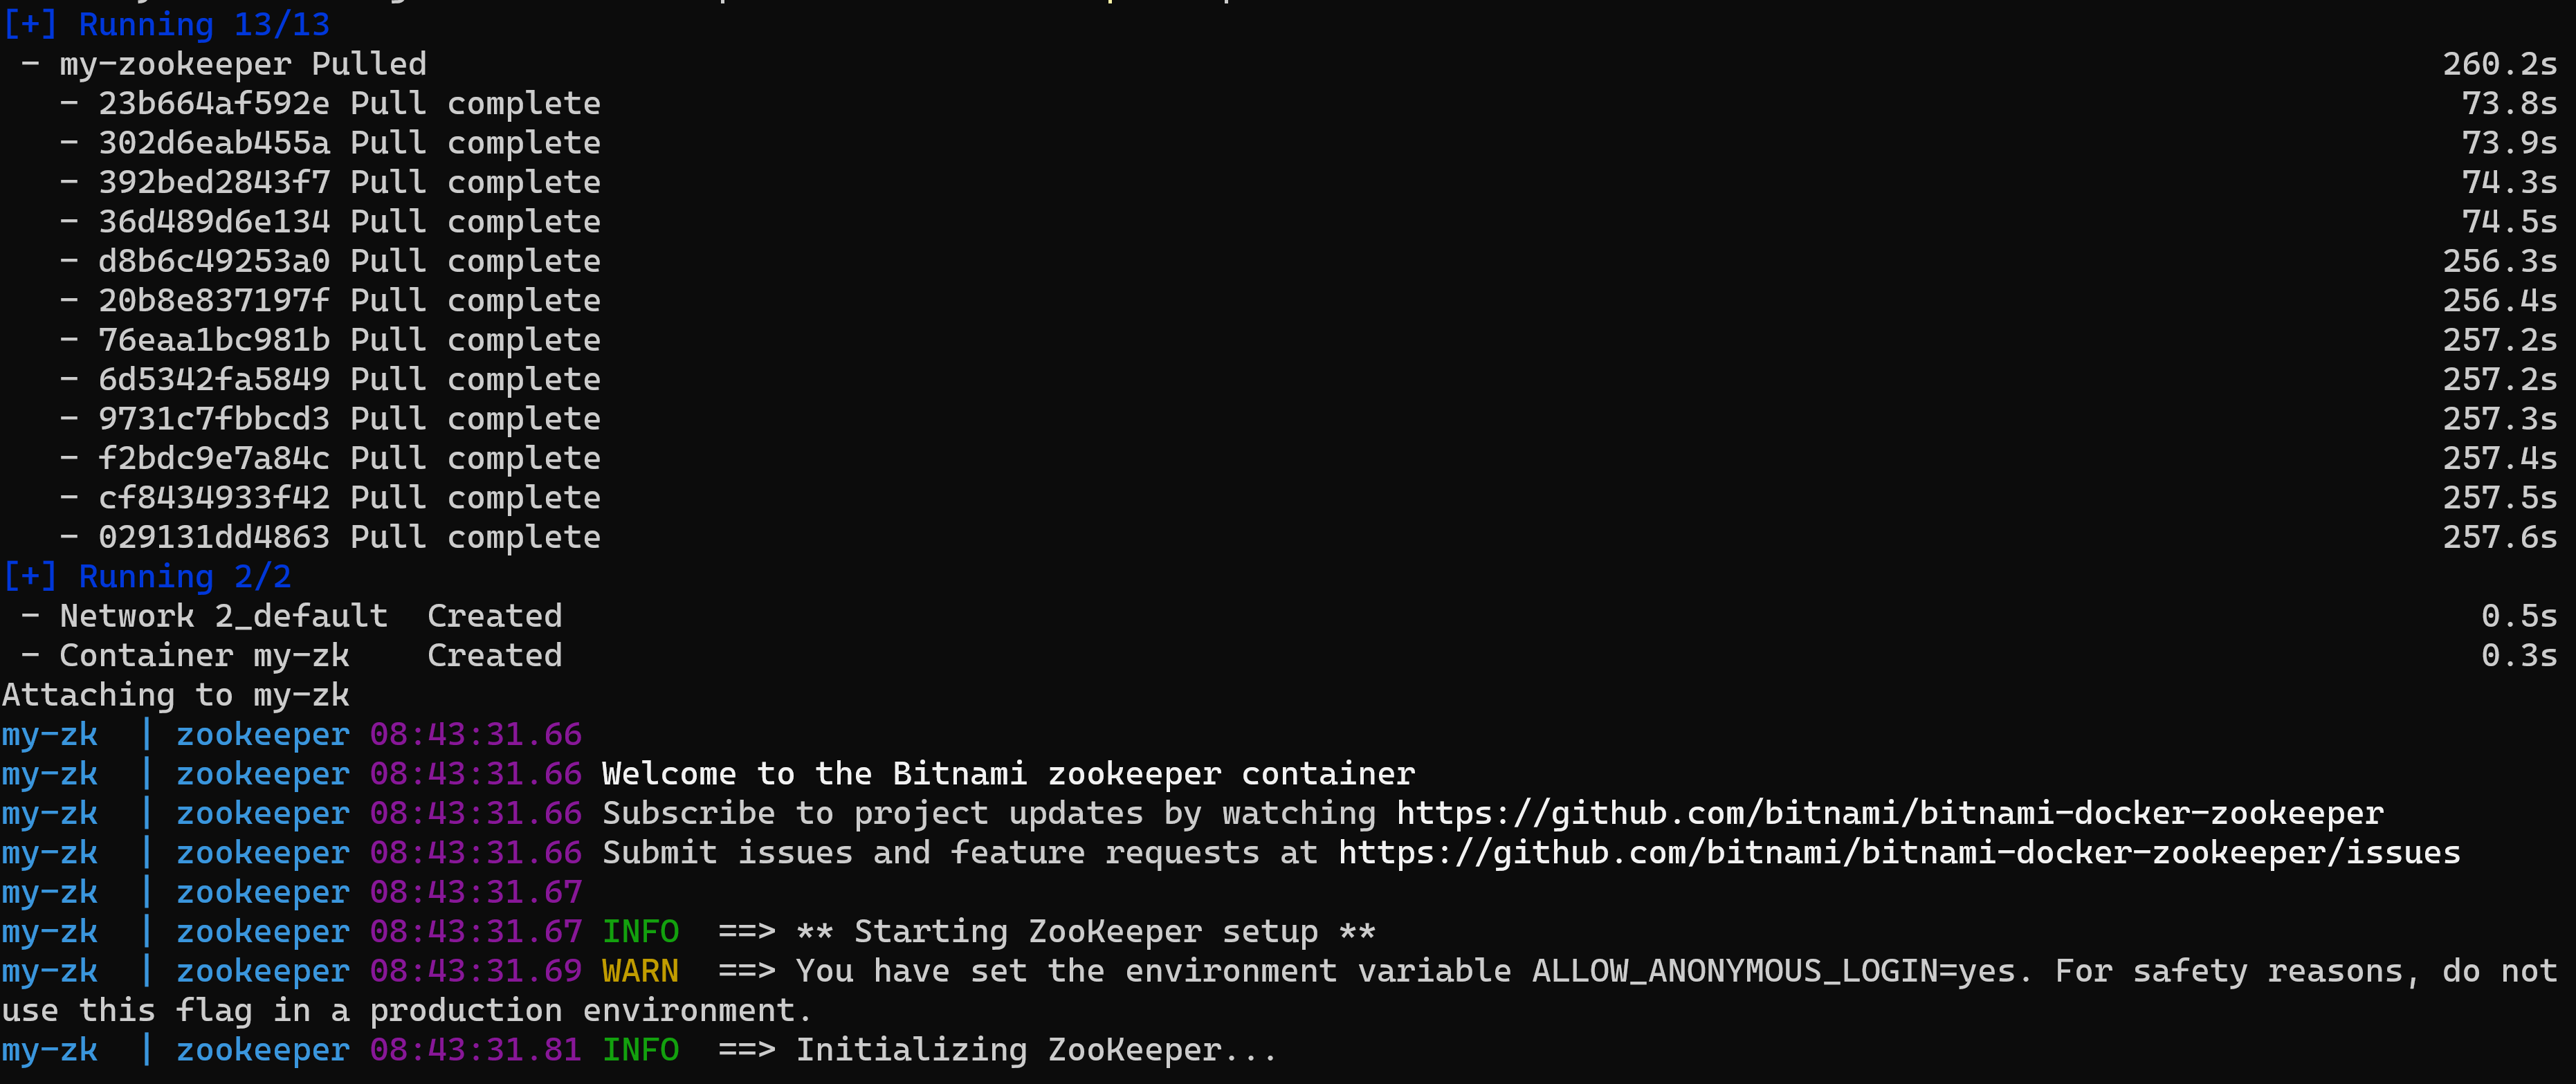 [+] Running 13/13
 - my-zookeeper Pulled 260.2s
   - 23b664af592e Pull complete 73.8s
   - 302d6eab455a Pull complete 73.9s
   - 392bed2843f7 Pull complete 74.3s
   - 36d489d6e134 Pull complete 74.5s
   - d8b6c49253a0 Pull complete 256.3s
   - 20b8e837197f Pull complete 256.4s
   - 76eaa1bc981b Pull complete 257.2s
   - 6d5342fa5849 Pull complete 257.2s
   - 9731c7fbbcd3 Pull complete 257.3s
   - f2bdc9e7a84c Pull complete 257.4s
   - cf8434933f42 Pull complete 257.5s
   - 029131dd4863 Pull complete 257.6s
[+] Running 2/2
 - Network 2_default  Created 0.5s
 - Container my-zk    Created 0.3s
Attaching to my-zk
my-zk  | zookeeper 08:43:31.66
my-zk  | zookeeper 08:43:31.66 Welcome to the Bitnami zookeeper container
my-zk  | zookeeper 08:43:31.66 Subscribe to project updates by watching https://github.com/bitnami/bitnami-docker-zookeeper
my-zk  | zookeeper 08:43:31.66 Submit issues and feature requests at https://github.com/bitnami/bitnami-docker-zookeeper/issues
my-zk  | zookeeper 08:43:31.67
my-zk  | zookeeper 08:43:31.67 INFO  ==> ** Starting ZooKeeper setup **
my-zk  | zookeeper 08:43:31.69 WARN  ==> You have set the environment variable ALLOW_ANONYMOUS_LOGIN=yes. For safety reasons, do not
use this flag in a production environment.
my-zk  | zookeeper 08:43:31.81 INFO  ==> Initializing ZooKeeper...